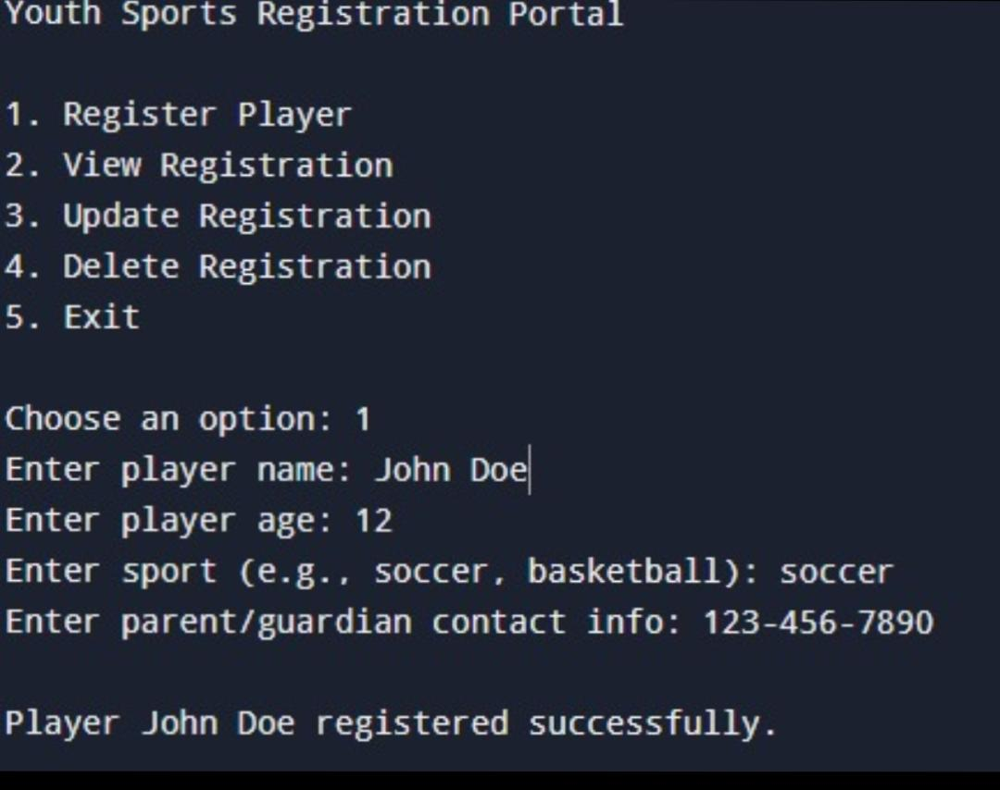 Youth Sports Registration Portal
1. Register Player
2. View Registration
3. Update Registration
4. Delete Registration
5. Exit
Choose an option: 1
Enter player name: John Doe
Enter player age: 12
Enter sport (e.g., soccer, basketball): soccer
Enter parent/guardian contact info: 123-456-7890
Player John Doe registered successfully.